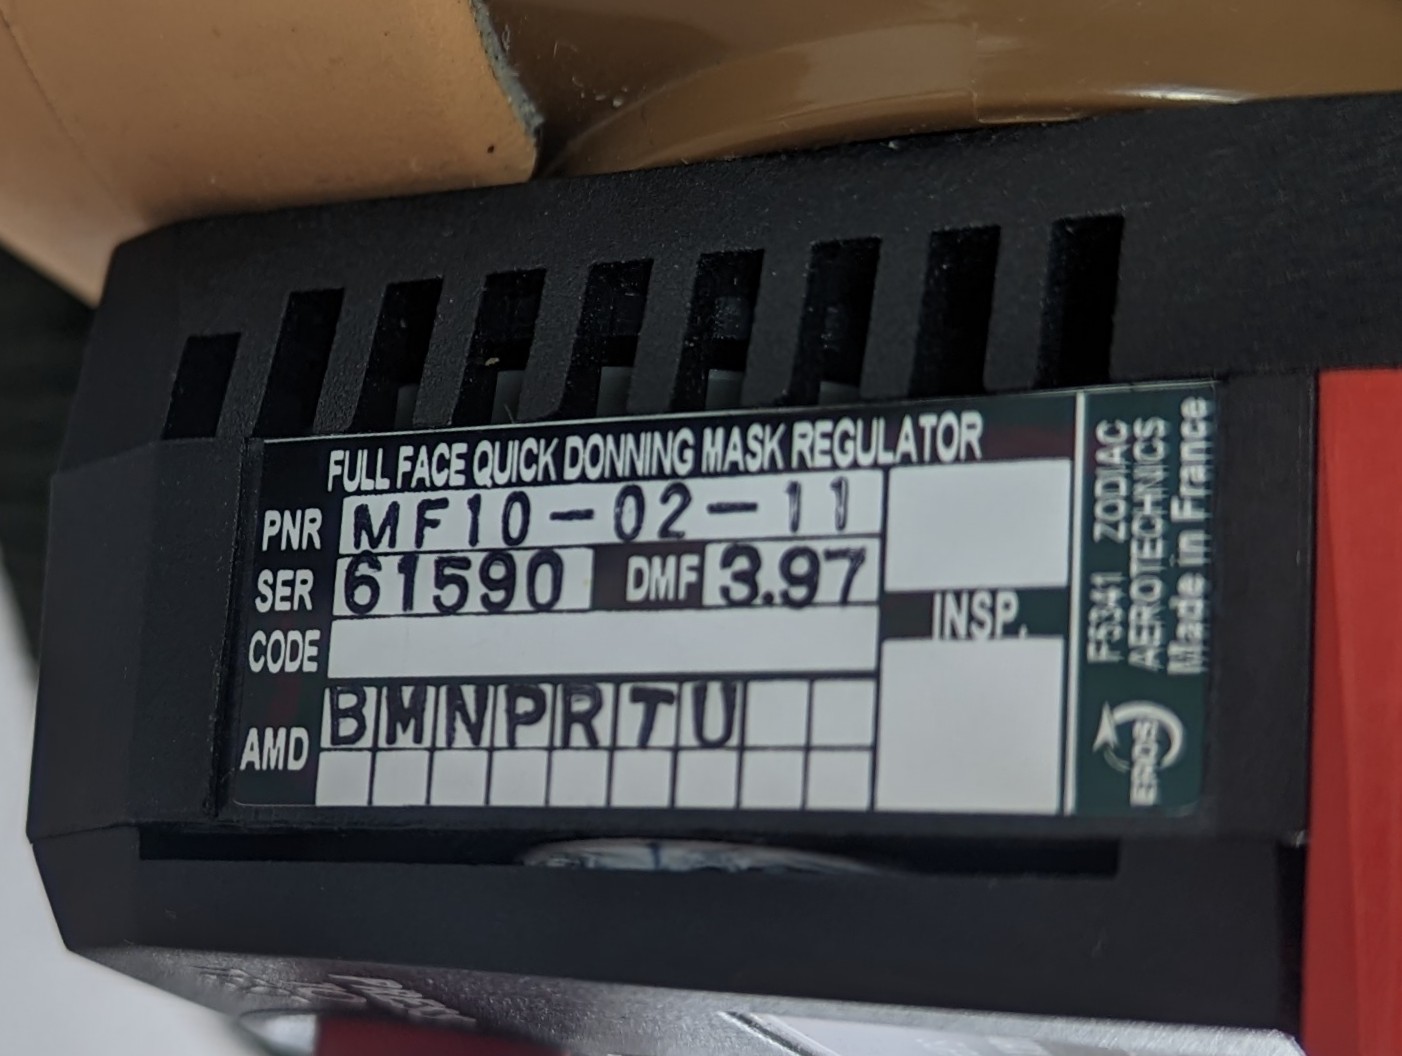 FULL FACE QUICK DONNING MASK REGULATOR
PNR MF10-02-11
SER 61590 DMF 3.97
CODE
AMD B M N P R T U
INSP.
F5341 ZODIAC
AEROTECHNICS
Made in France
EROS